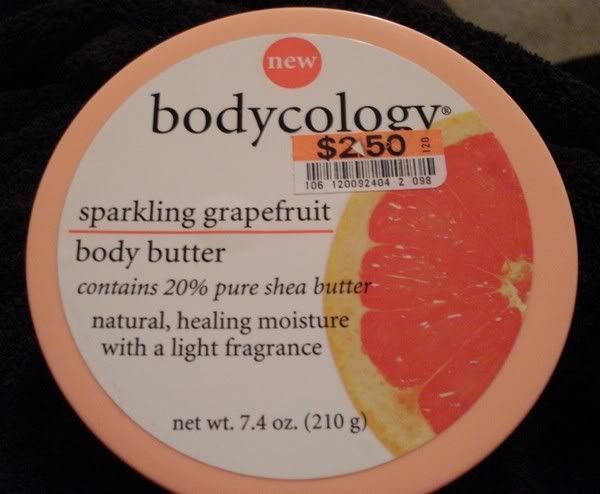 new
bodycology®
$2.50 120
106 120092404 2 098
sparkling grapefruit
body butter
contains 20% pure shea butter
natural, healing moisture
with a light fragrance
net wt. 7.4 oz. (210 g)